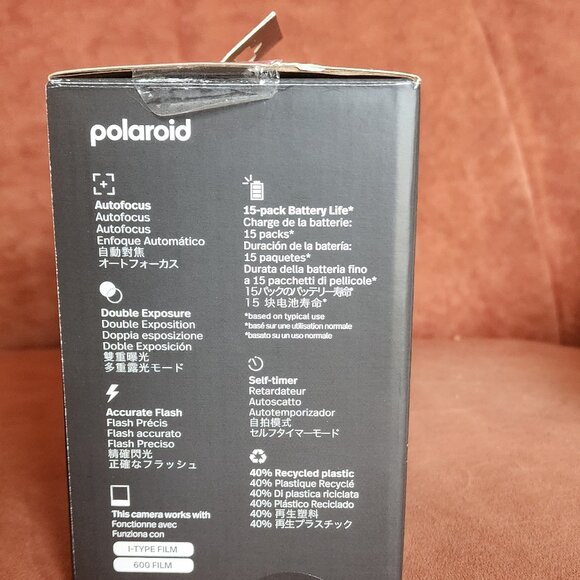 polaroid
Autofocus
Autofocus
Autofocus
Enfoque Automático
自動對焦
オートフォーカス
Double Exposure
Double Exposition
Doppia esposizione
Doble Exposición
雙重曝光
多重露光モード
Accurate Flash
Flash Précis
Flash accurato
Flash Preciso
精確閃光
正確なフラッシュ
This camera works with
Fonctionne avec
Funziona con
I-TYPE FILM
600 FILM
15-pack Battery Life*
Charge de la batterie:
15 packs*
Duración de la batería:
15 paquetes*
Durata della batteria fino
a 15 pacchetti di pellicole*
15パックのバッテリー寿命*
15 块电池寿命*
*based on typical use
*basé sur une utilisation normale
*basato su un uso normale
Self-timer
Retardateur
Autoscatto
Autotemporizador
自拍模式
セルフタイマーモード
40% Recycled plastic
40% Plastique Recyclé
40% Di plastica riciclata
40% Plástico Reciclado
40% 再生塑料
40% 再生プラスチック